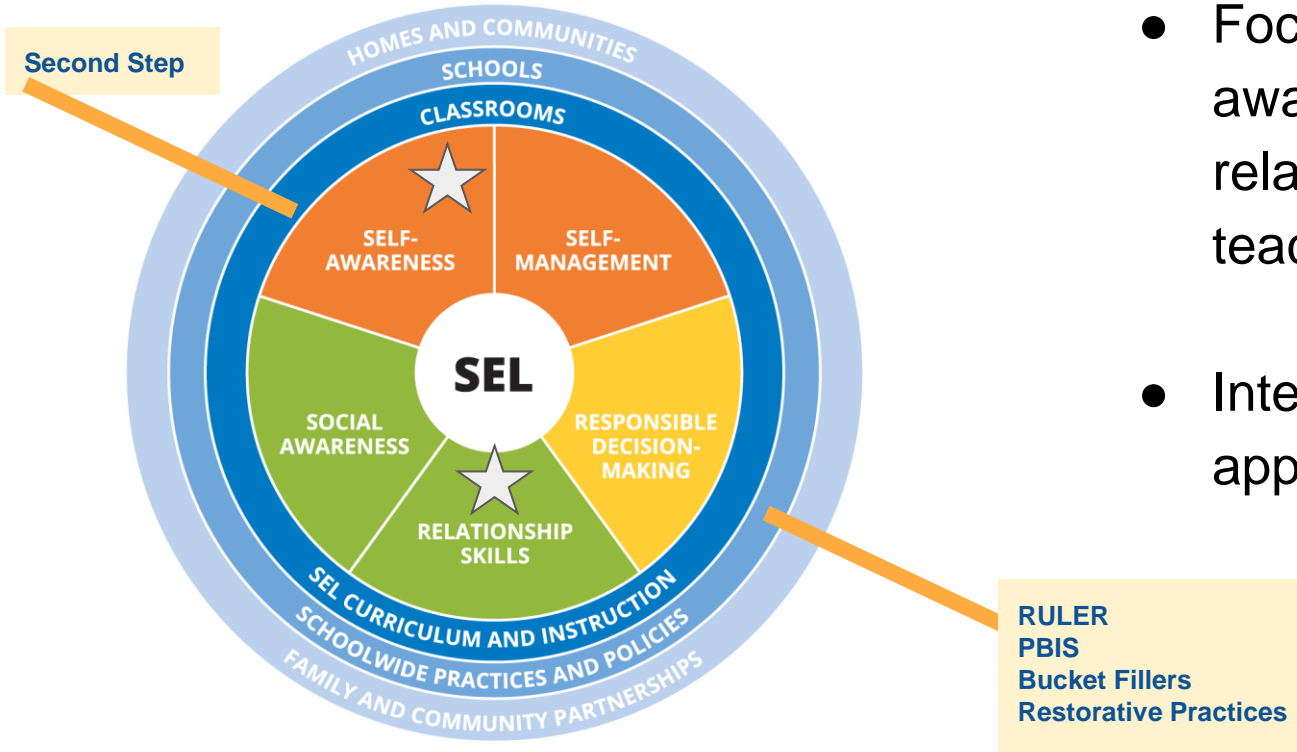 Second Step
HOMES AND COMMUNITIES
SCHOOLS
CLASSROOMS
SELF-
AWARENESS
SELF-
MANAGEMENT
SEL
SOCIAL
AWARENESS
RESPONSIBLE
DECISION-
MAKING
RELATIONSHIP
SKILLS
SEL CURRICULUM AND INSTRUCTION
SCHOOLWIDE PRACTICES AND POLICIES
FAMILY AND COMMUNITY PARTNERSHIPS
RULER
PBIS
Bucket Fillers
Restorative Practices